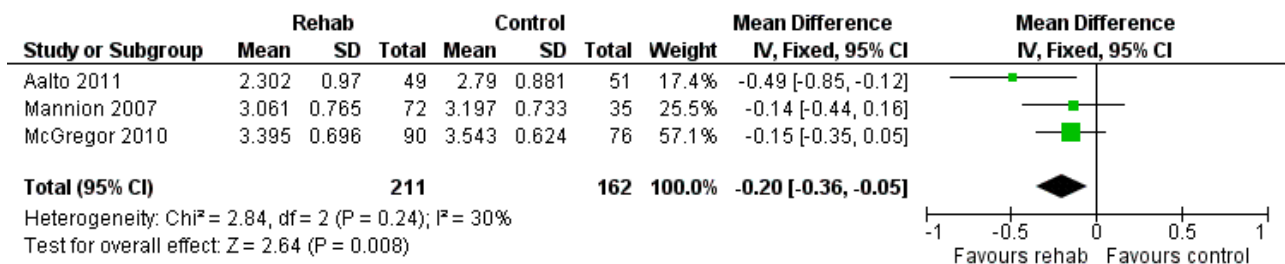 Rehab Control Mean Difference Mean Difference
Study or Subgroup Mean SD Total Mean SD Total Weight IV, Fixed, 95% CI IV, Fixed, 95% CI
Aalto 2011 2.302 0.97 49 2.79 0.881 51 17.4% -0.49 [-0.85, -0.12]
Mannion 2007 3.061 0.765 72 3.197 0.733 35 25.5% -0.14 [-0.44, 0.16]
McGregor 2010 3.395 0.696 90 3.543 0.624 76 57.1% -0.15 [-0.35, 0.05]
Total (95% CI) 211 162 100.0% -0.20 [-0.36, -0.05]
Heterogeneity: Chi² = 2.84, df = 2 (P = 0.24); I² = 30%
Test for overall effect: Z = 2.64 (P = 0.008)
-1 -0.5 0 0.5 1
Favours rehab Favours control